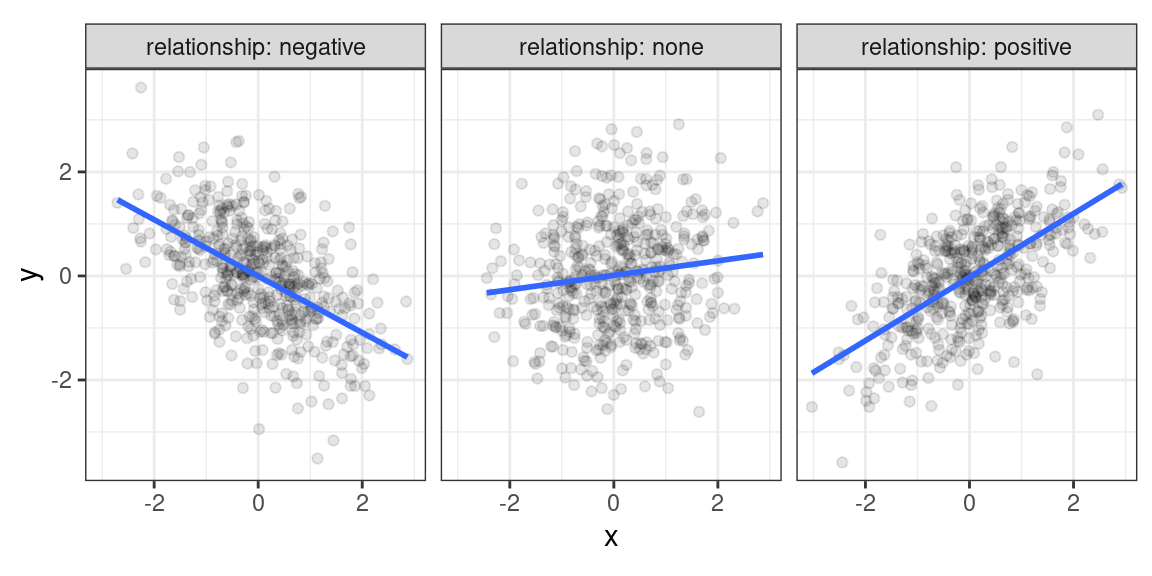 relationship: negative
relationship: none
relationship: positive
y
2
0
-2
-2 0 2
-2 0 2
-2 0 2
x